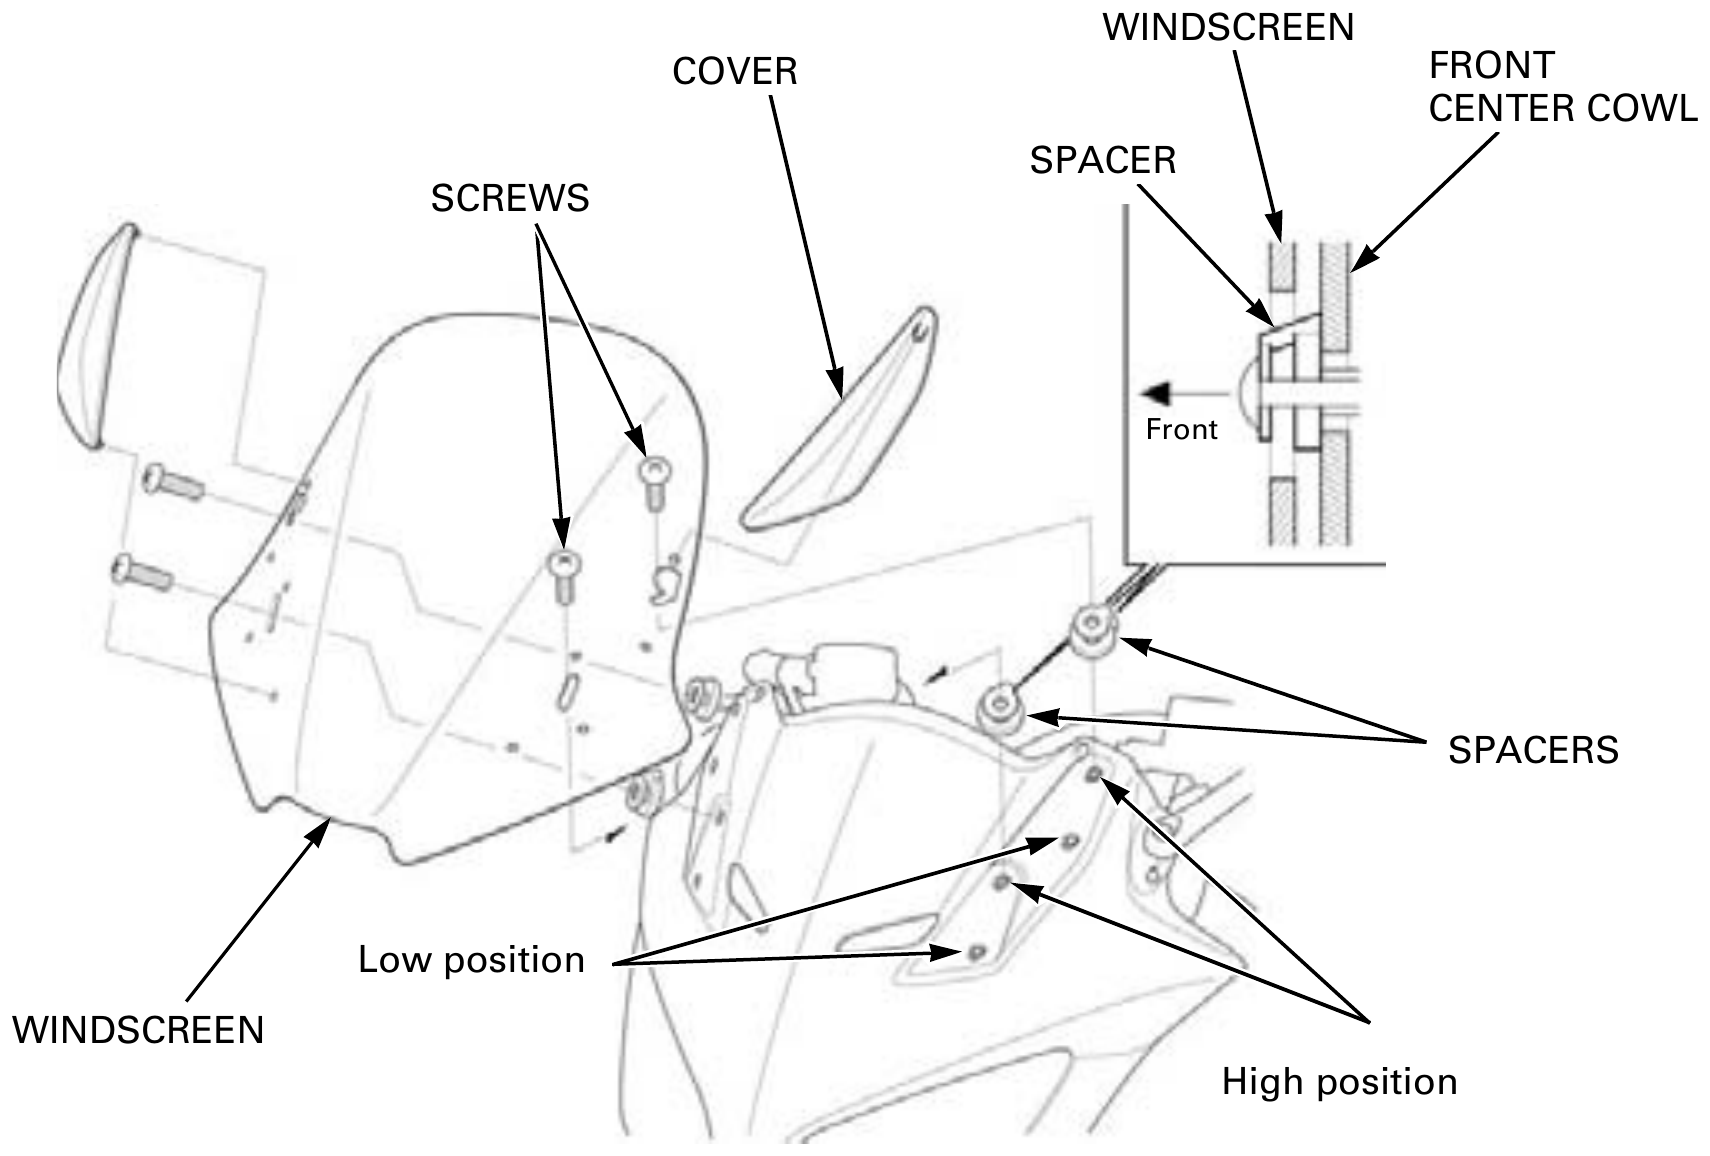 WINDSCREEN
FRONT
CENTER COWL
COVER
SPACER
SCREWS
Front
SPACERS
Low position
WINDSCREEN
High position